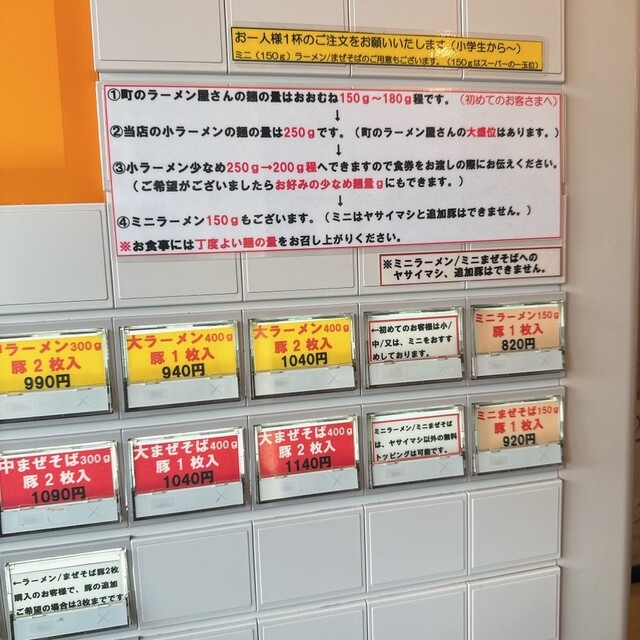 お一人様1杯のご注文をお願いいたします（小学生から～）
ミニ（150ｇ）ラーメン/まぜそばのご用意もございます。（150ｇはスーパーの一玉位）
①町のラーメン屋さんの麺の量はおおむね150ｇ～180ｇ程です。（初めてのお客さまへ）
↓
②当店の小ラーメンの麺の量は250ｇです。（町のラーメン屋さんの大盛位はあります。）
↓
③小ラーメン少なめ250ｇ→200ｇ程へできますので食券をお渡しの際にお伝えください。
（ご希望がございましたらお好みの少なめ麺量ｇにもできます。）
↓
④ミニラーメン150ｇもございます。（ミニはヤサイマシと追加豚はできません。）
※お食事には丁度よい麺の量をお召し上がりください。
※ミニラーメン/ミニまぜそばへの
ヤサイマシ、追加豚はできません。
ラーメン300ｇ
豚2枚入
990円
大ラーメン400ｇ
豚1枚入
940円
大ラーメン400ｇ
豚2枚入
1040円
←初めてのお客様は小/
中/又は、ミニをおすす
めしております。
ミニラーメン150ｇ
豚1枚入
820円
中まぜそば300ｇ
豚2枚入
1090円
大まぜそば400ｇ
豚1枚入
1040円
大まぜそば400ｇ
豚2枚入
1140円
ミニラーメン/ミニまぜそば
は、ヤサイマシ以外の無料
トッピングは可能です。
ミニまぜそば150ｇ
豚1枚入
920円
←ラーメン/まぜそば豚2枚
購入のお客様で、豚の追加
ご希望の場合は3枚までです